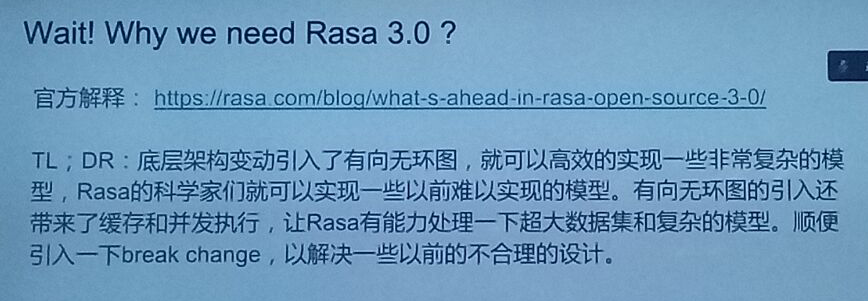 Wait! Why we need Rasa 3.0 ?
官方解释： https://rasa.com/blog/what-s-ahead-in-rasa-open-source-3-0/
TL；DR：底层架构变动引入了有向无环图，就可以高效的实现一些非常复杂的模
型，Rasa的科学家们就可以实现一些以前难以实现的模型。有向无环图的引入还
带来了缓存和并发执行，让Rasa有能力处理一下超大数据集和复杂的模型。顺便
引入一下break change，以解决一些以前的不合理的设计。